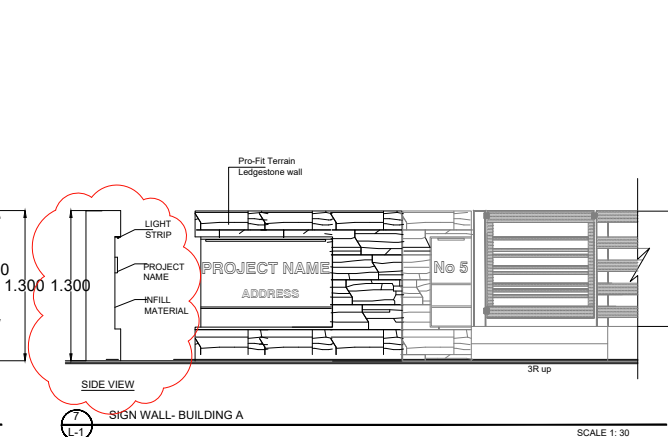 Pro-Fit Terrain
Ledgestone wall
LIGHT
STRIP
PROJECT
NAME
INFILL
MATERIAL
0
1.300
1.300
PROJECT NAME
ADDRESS
No 5
3R up
SIDE VIEW
7
L-1
SIGN WALL- BUILDING A
SCALE 1: 30